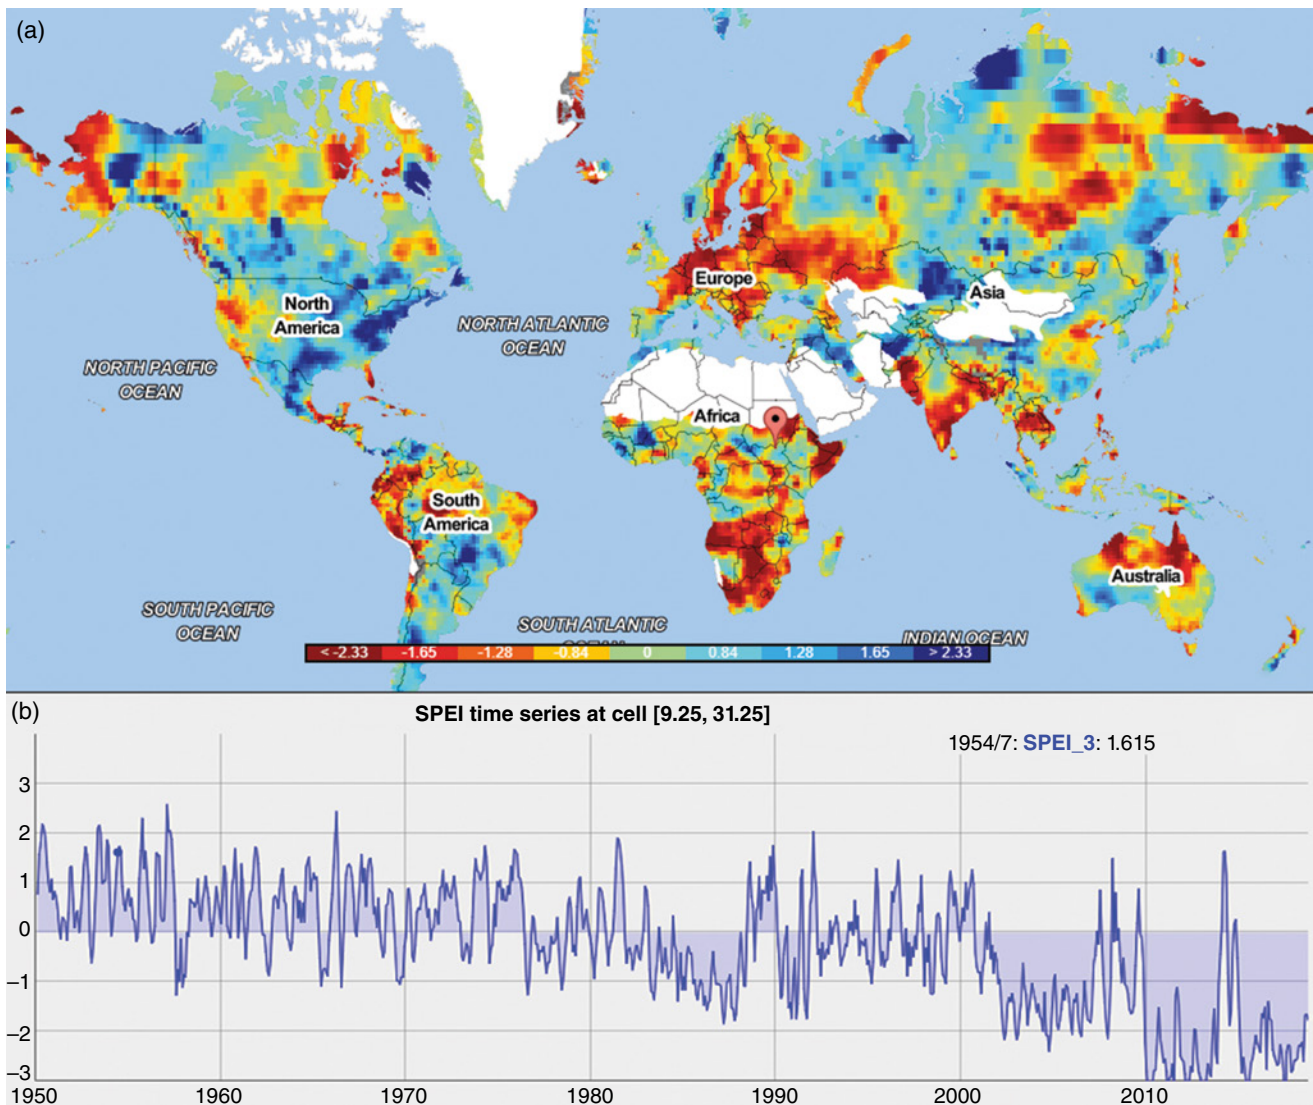 (a)
North
America
NORTH PACIFIC
OCEAN
NORTH ATLANTIC
OCEAN
Europe
Asia
Africa
South
America
Australia
SOUTH PACIFIC
OCEAN
SOUTH ATLANTIC
OCEAN
INDIAN OCEAN
< -2.33 -1.65 -1.28 -0.84 0 0.84 1.28 1.65 > 2.33
(b)
SPEI time series at cell [9.25, 31.25]
1954/7: SPEI_3: 1.615
3
2
1
0
–1
–2
–3
1950 1960 1970 1980 1990 2000 2010